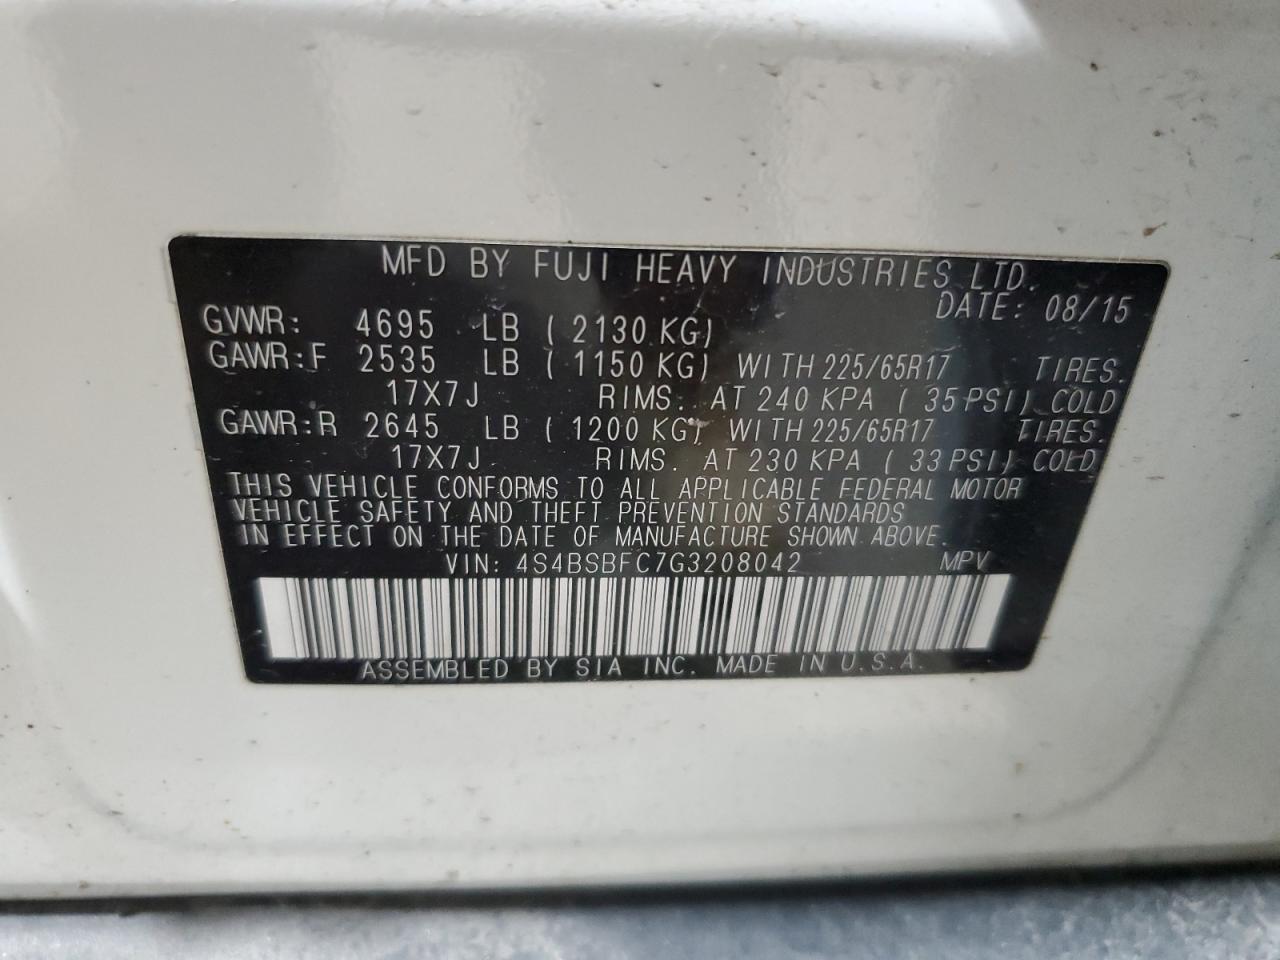 MFD BY FUJI HEAVY INDUSTRIES LTD.
DATE: 08/15
GVWR: 4695 LB ( 2130 KG)
GAWR:F 2535 LB ( 1150 KG) WITH 225/65R17 TIRES.
17X7J RIMS. AT 240 KPA ( 35 PSI) COLD
GAWR:R 2645 LB ( 1200 KG) WITH 225/65R17 TIRES.
17X7J RIMS. AT 230 KPA ( 33 PSI) COLD
THIS VEHICLE CONFORMS TO ALL APPLICABLE FEDERAL MOTOR
VEHICLE SAFETY AND THEFT PREVENTION STANDARDS
IN EFFECT ON THE DATE OF MANUFACTURE SHOWN ABOVE.
VIN: 4S4BSBFC7G3208042 MPV
ASSEMBLED BY SIA INC. MADE IN U.S.A.